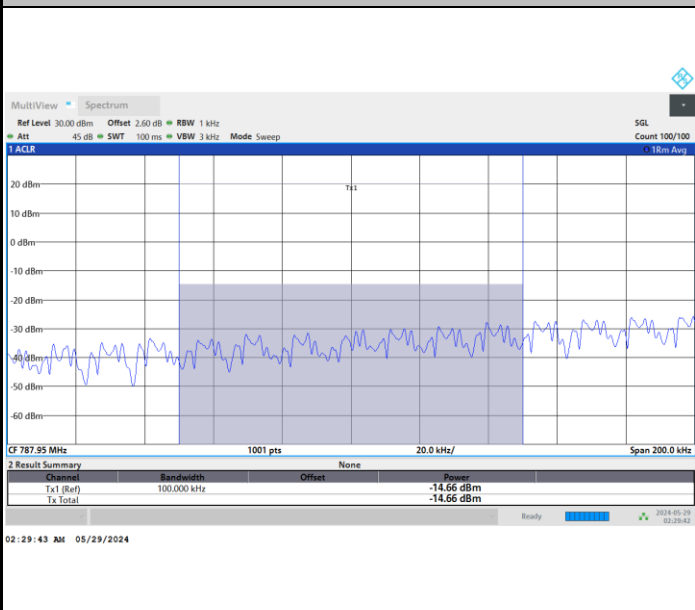 MultiView Spectrum
Ref Level 30.00 dBm Offset 2.60 dB RBW 1 kHz SGL
Att 45 dB SWT 100 ms VBW 3 kHz Mode Sweep Count 100/100
1 ACLR 1Rm Avg
20 dBm
Tx1
10 dBm
0 dBm
-10 dBm
-20 dBm
-30 dBm
-40 dBm
-50 dBm
-60 dBm
CF 787.95 MHz 1001 pts 20.0 kHz/ Span 200.0 kHz
2 Result Summary None
Channel Bandwidth Offset Power
Tx1 (Ref) 100.000 kHz -14.66 dBm
Tx Total -14.66 dBm
Ready 2024-05-29
02:29:42
02:29:43 AM 05/29/2024